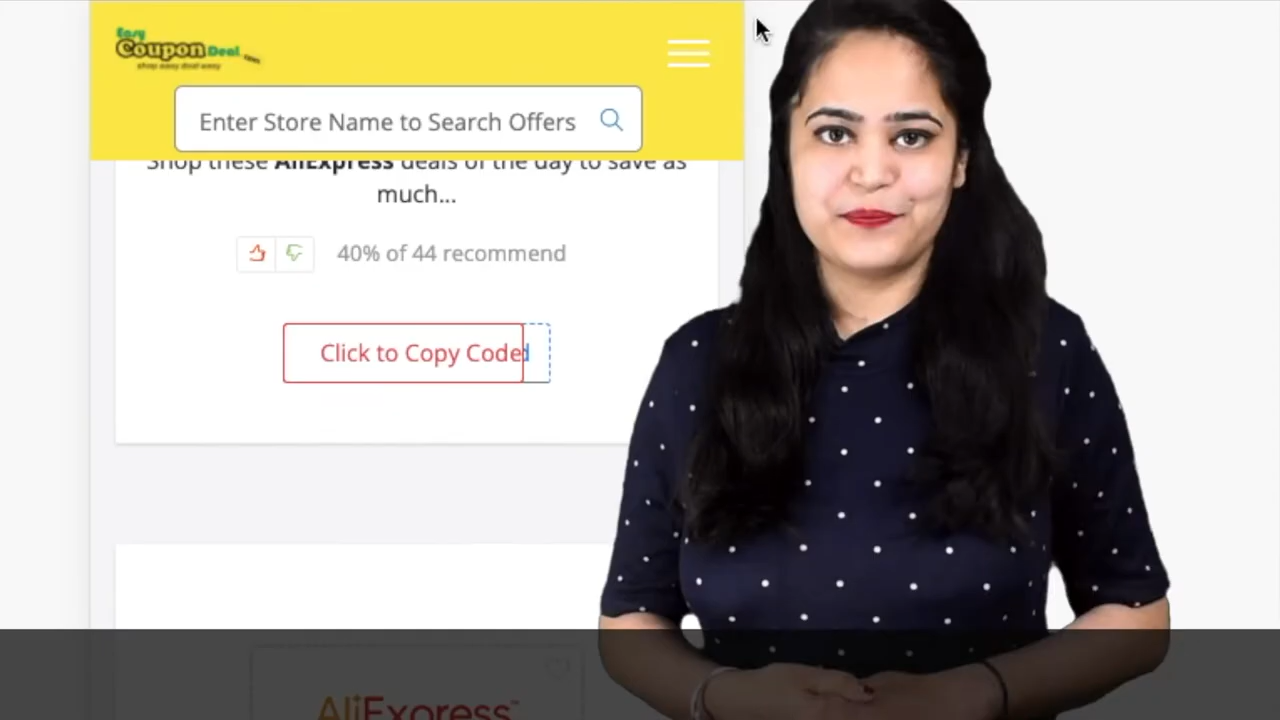 Easy
Coupon Deal .com
shop easy deal easy
Enter Store Name to Search Offers
Shop these AliExpress deals of the day to save as
much...
40% of 44 recommend
Click to Copy Code
AliExpress™